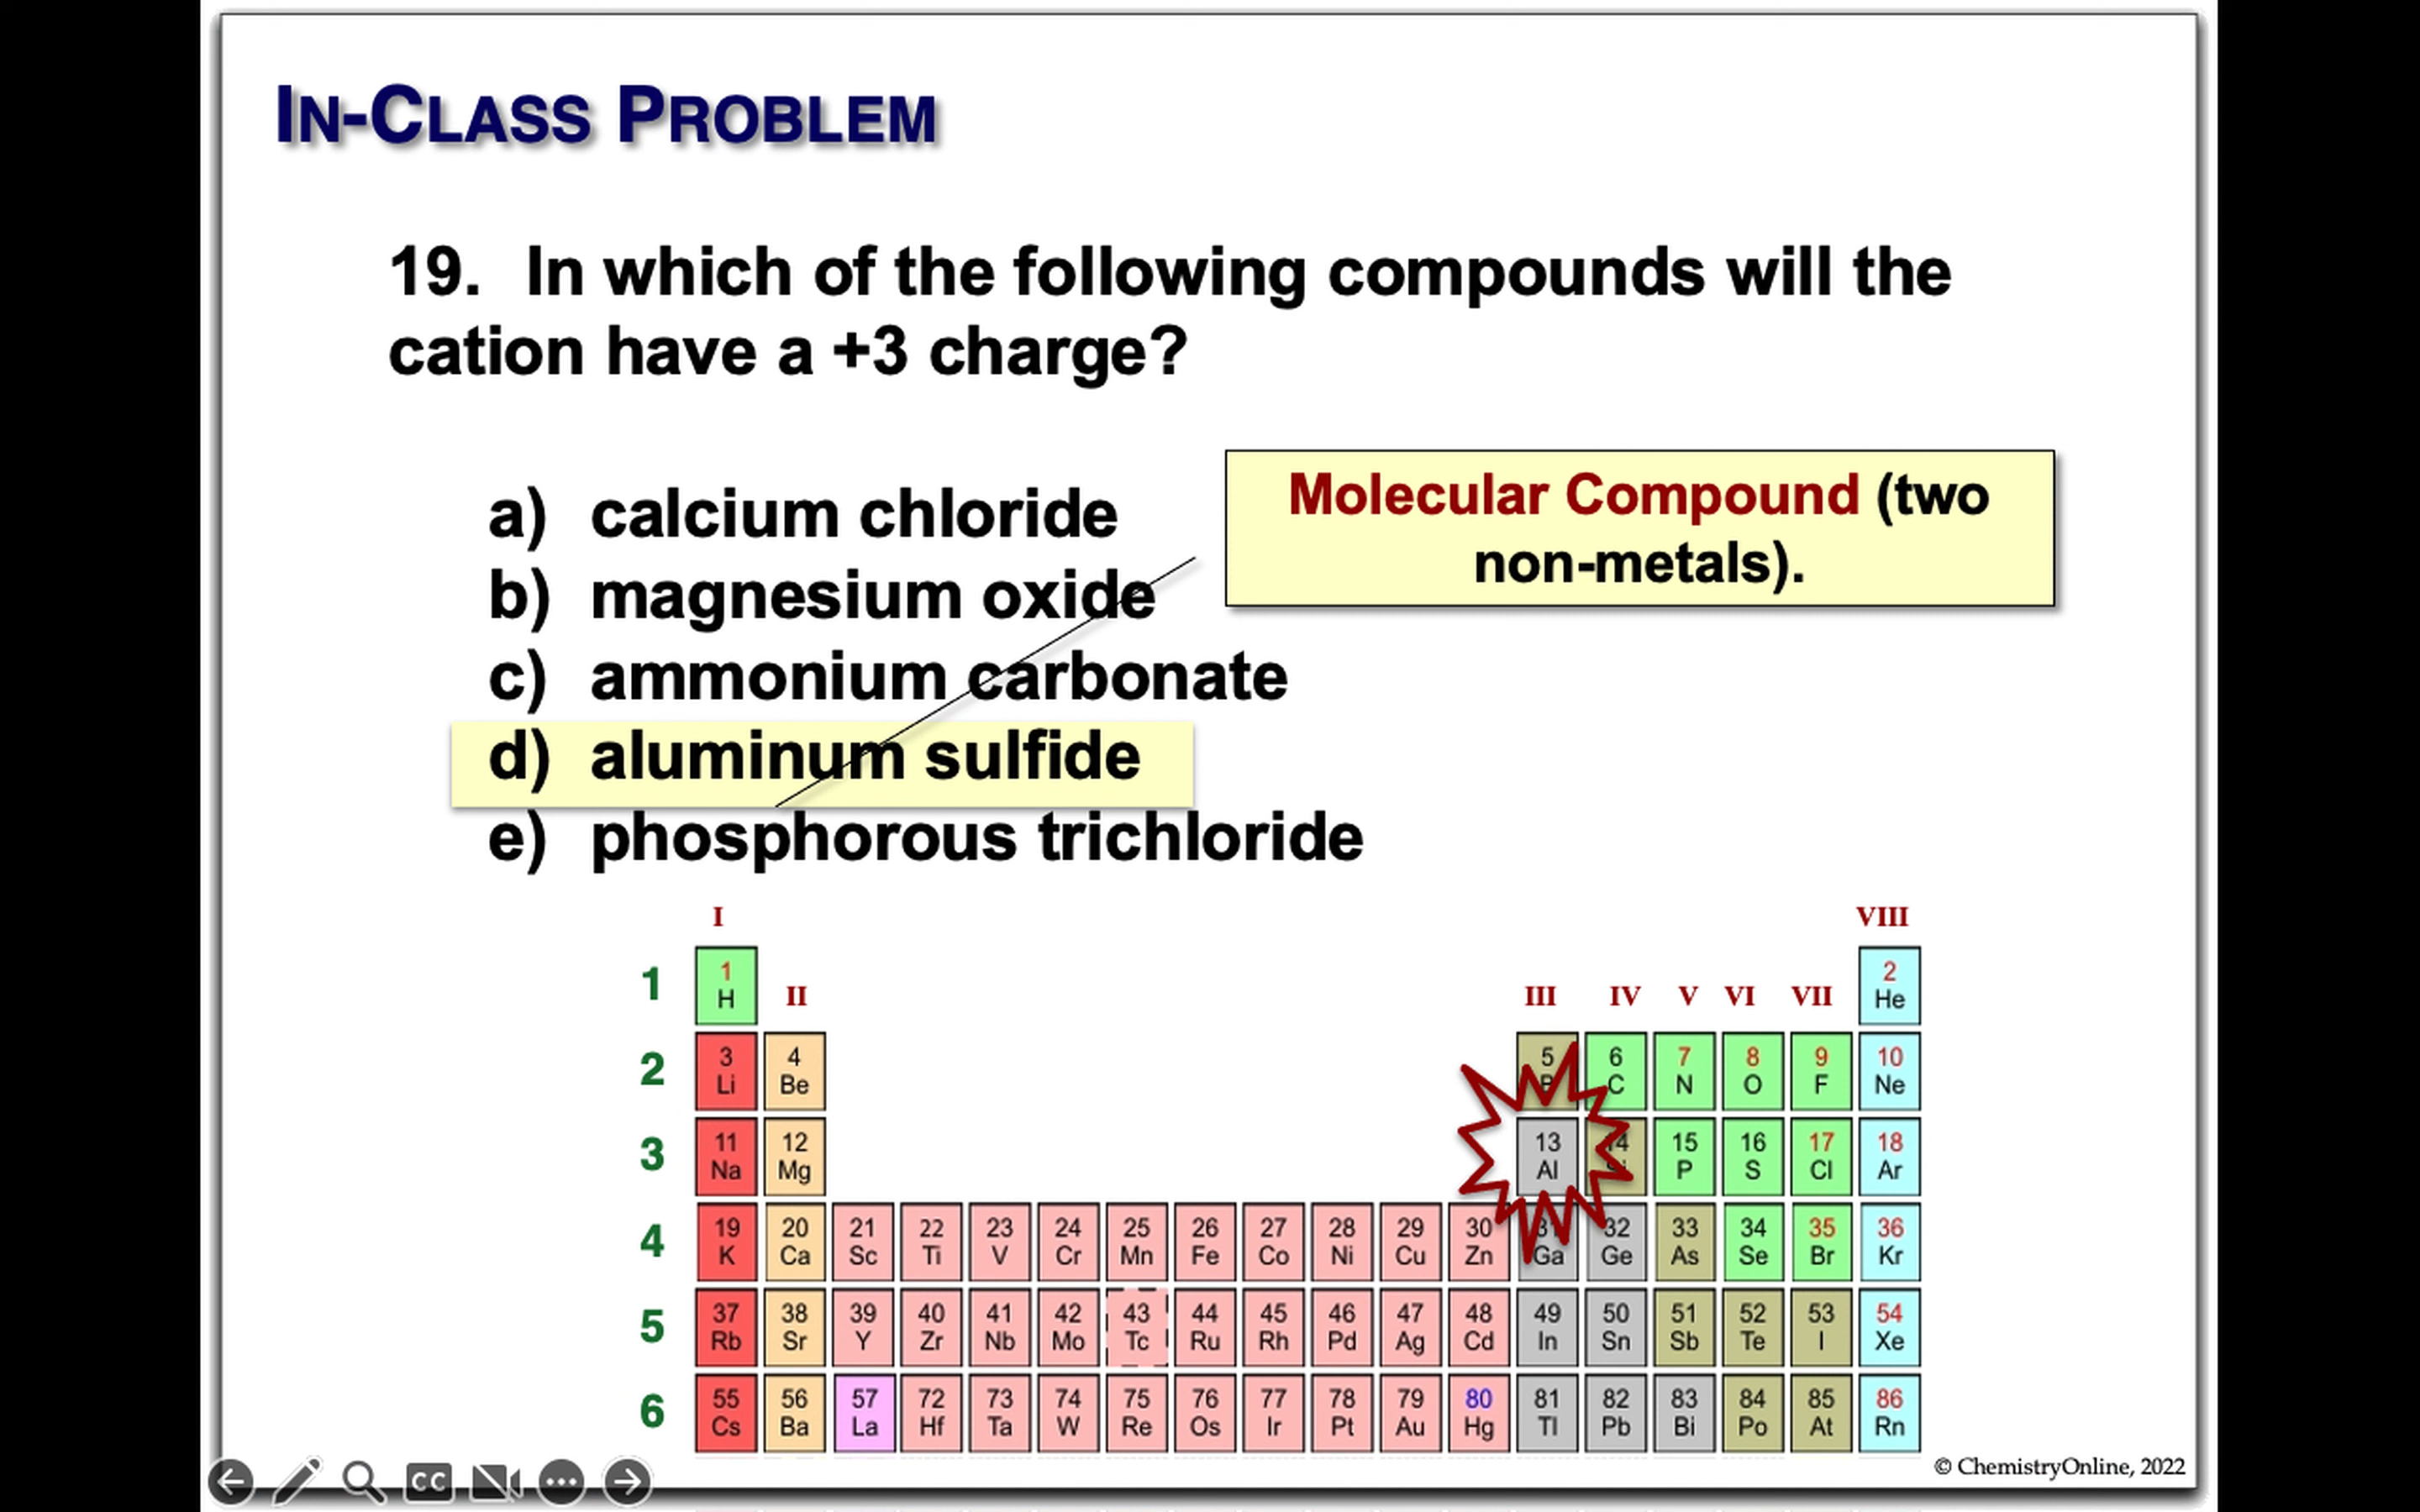 IN-CLASS PROBLEM
19. In which of the following compounds will the
cation have a +3 charge?
Molecular Compound (two
non-metals).
a) calcium chloride
b) magnesium oxide
c) ammonium carbonate
d) aluminum sulfide
e) phosphorous trichloride
I VIII
1 1 2
H He
II III IV V VI VII
2 3 4 5 6 7 8 9 10
Li Be B C N O F Ne
3 11 12 13 14 15 16 17 18
Na Mg Al Si P S Cl Ar
4 19 20 21 22 23 24 25 26 27 28 29 30 31 32 33 34 35 36
K Ca Sc Ti V Cr Mn Fe Co Ni Cu Zn Ga Ge As Se Br Kr
5 37 38 39 40 41 42 43 44 45 46 47 48 49 50 51 52 53 54
Rb Sr Y Zr Nb Mo Tc Ru Rh Pd Ag Cd In Sn Sb Te I Xe
6 55 56 57 72 73 74 75 76 77 78 79 80 81 82 83 84 85 86
Cs Ba La Hf Ta W Re Os Ir Pt Au Hg Tl Pb Bi Po At Rn
CC
© ChemistryOnline, 2022